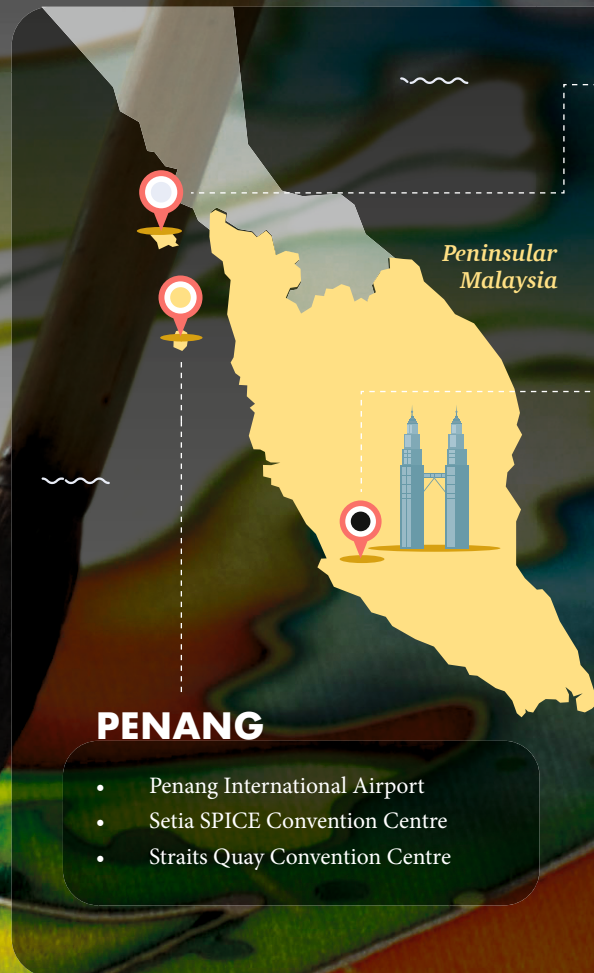 Peninsular
Malaysia
PENANG
• Penang International Airport
• Setia SPICE Convention Centre
• Straits Quay Convention Centre